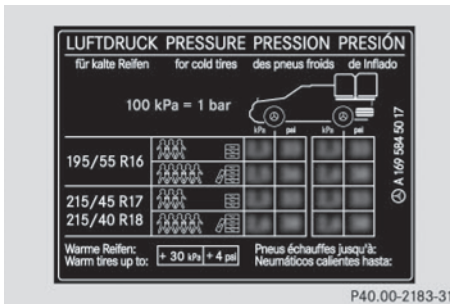 LUFTDRUCK PRESSURE PRESSION PRESIÓN
für kalte Reifen for cold tires des pneus froids de Inflado
100 kPa = 1 bar
kPa psi kPa psi
A 169 584 50 17
195/55 R16
215/45 R17
215/40 R18
Warme Reifen: Pneus échauffes jusqu'à:
Warm tires up to: + 30 kPa + 4 psi Neumáticos calientes hasta:
P40.00-2183-31